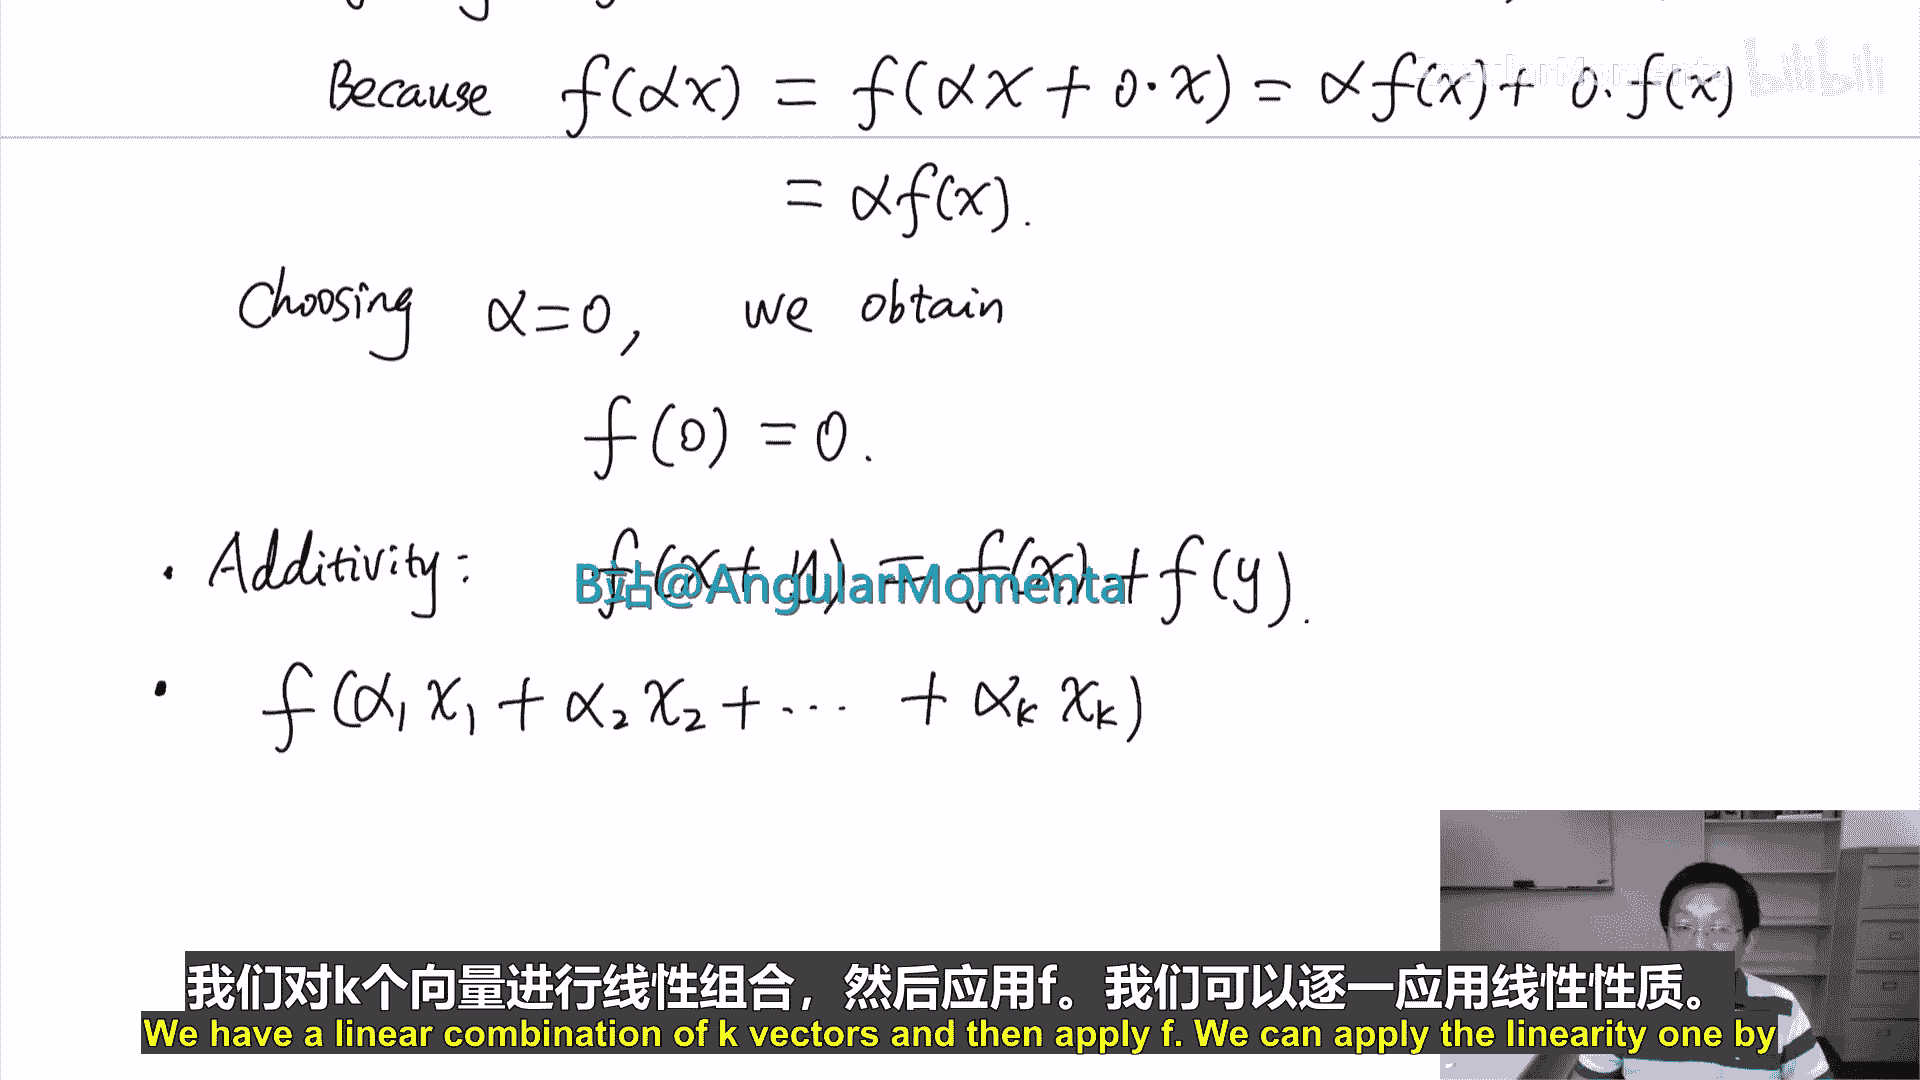 Because f(αx) = f(αx + 0·x) = αf(x) + 0·f(x)
= αf(x).
Choosing α=0, we obtain
f(0) = 0.
· Additivity: f(x+y) = f(x) + f(y).
B站@AngularMomenta
· f(α₁x₁ + α₂x₂ + ··· + αₖxₖ)
bilibili
我们对k个向量进行线性组合，然后应用f。我们可以逐一应用线性性质。
We have a linear combination of k vectors and then apply f. We can apply the linearity one by